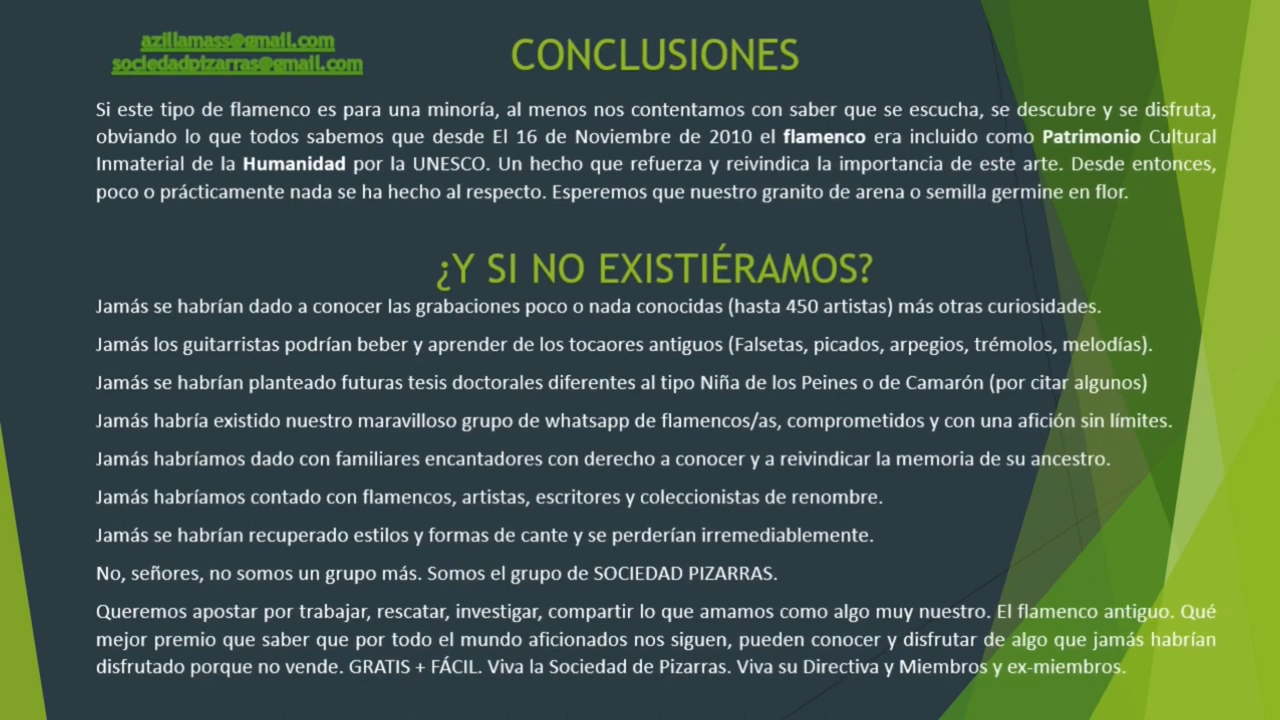 azillamass@gmail.com
sociedadpizarras@gmail.com
CONCLUSIONES
Si este tipo de flamenco es para una minoría, al menos nos contentamos con saber que se escucha, se descubre y se disfruta,
obviando lo que todos sabemos que desde El 16 de Noviembre de 2010 el flamenco era incluido como Patrimonio Cultural
Inmaterial de la Humanidad por la UNESCO. Un hecho que refuerza y reivindica la importancia de este arte. Desde entonces,
poco o prácticamente nada se ha hecho al respecto. Esperemos que nuestro granito de arena o semilla germine en flor.
¿Y SI NO EXISTIÉRAMOS?
Jamás se habrían dado a conocer las grabaciones poco o nada conocidas (hasta 450 artistas) más otras curiosidades.
Jamás los guitarristas podrían beber y aprender de los tocaores antiguos (Falsetas, picados, arpegios, trémolos, melodías).
Jamás se habrían planteado futuras tesis doctorales diferentes al tipo Niña de los Peines o de Camarón (por citar algunos)
Jamás habría existido nuestro maravilloso grupo de whatsapp de flamencos/as, comprometidos y con una afición sin límites.
Jamás habríamos dado con familiares encantadores con derecho a conocer y a reivindicar la memoria de su ancestro.
Jamás habríamos contado con flamencos, artistas, escritores y coleccionistas de renombre.
Jamás se habrían recuperado estilos y formas de cante y se perderían irremediablemente.
No, señores, no somos un grupo más. Somos el grupo de SOCIEDAD PIZARRAS.
Queremos apostar por trabajar, rescatar, investigar, compartir lo que amamos como algo muy nuestro. El flamenco antiguo. Qué
mejor premio que saber que por todo el mundo aficionados nos siguen, pueden conocer y disfrutar de algo que jamás habrían
disfrutado porque no vende. GRATIS + FÁCIL. Viva la Sociedad de Pizarras. Viva su Directiva y Miembros y ex-miembros.